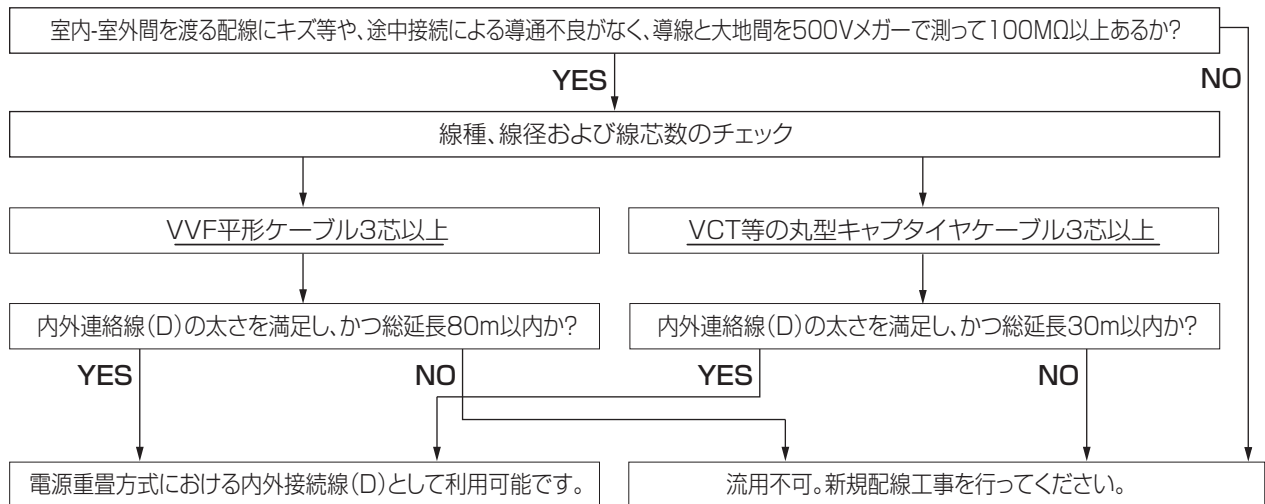 室内-室外間を渡る配線にキズ等や、途中接続による導通不良がなく、導線と大地間を500Vメガーで測って100MΩ以上あるか?
YES
NO
線種、線径および線芯数のチェック
VVF平形ケーブル3芯以上
VCT等の丸型キャプタイヤケーブル3芯以上
内外連絡線(D)の太さを満足し、かつ総延長80m以内か?
内外連絡線(D)の太さを満足し、かつ総延長30m以内か?
YES
NO
YES
NO
電源重畳方式における内外接続線(D)として利用可能です。
流用不可。新規配線工事を行ってください。